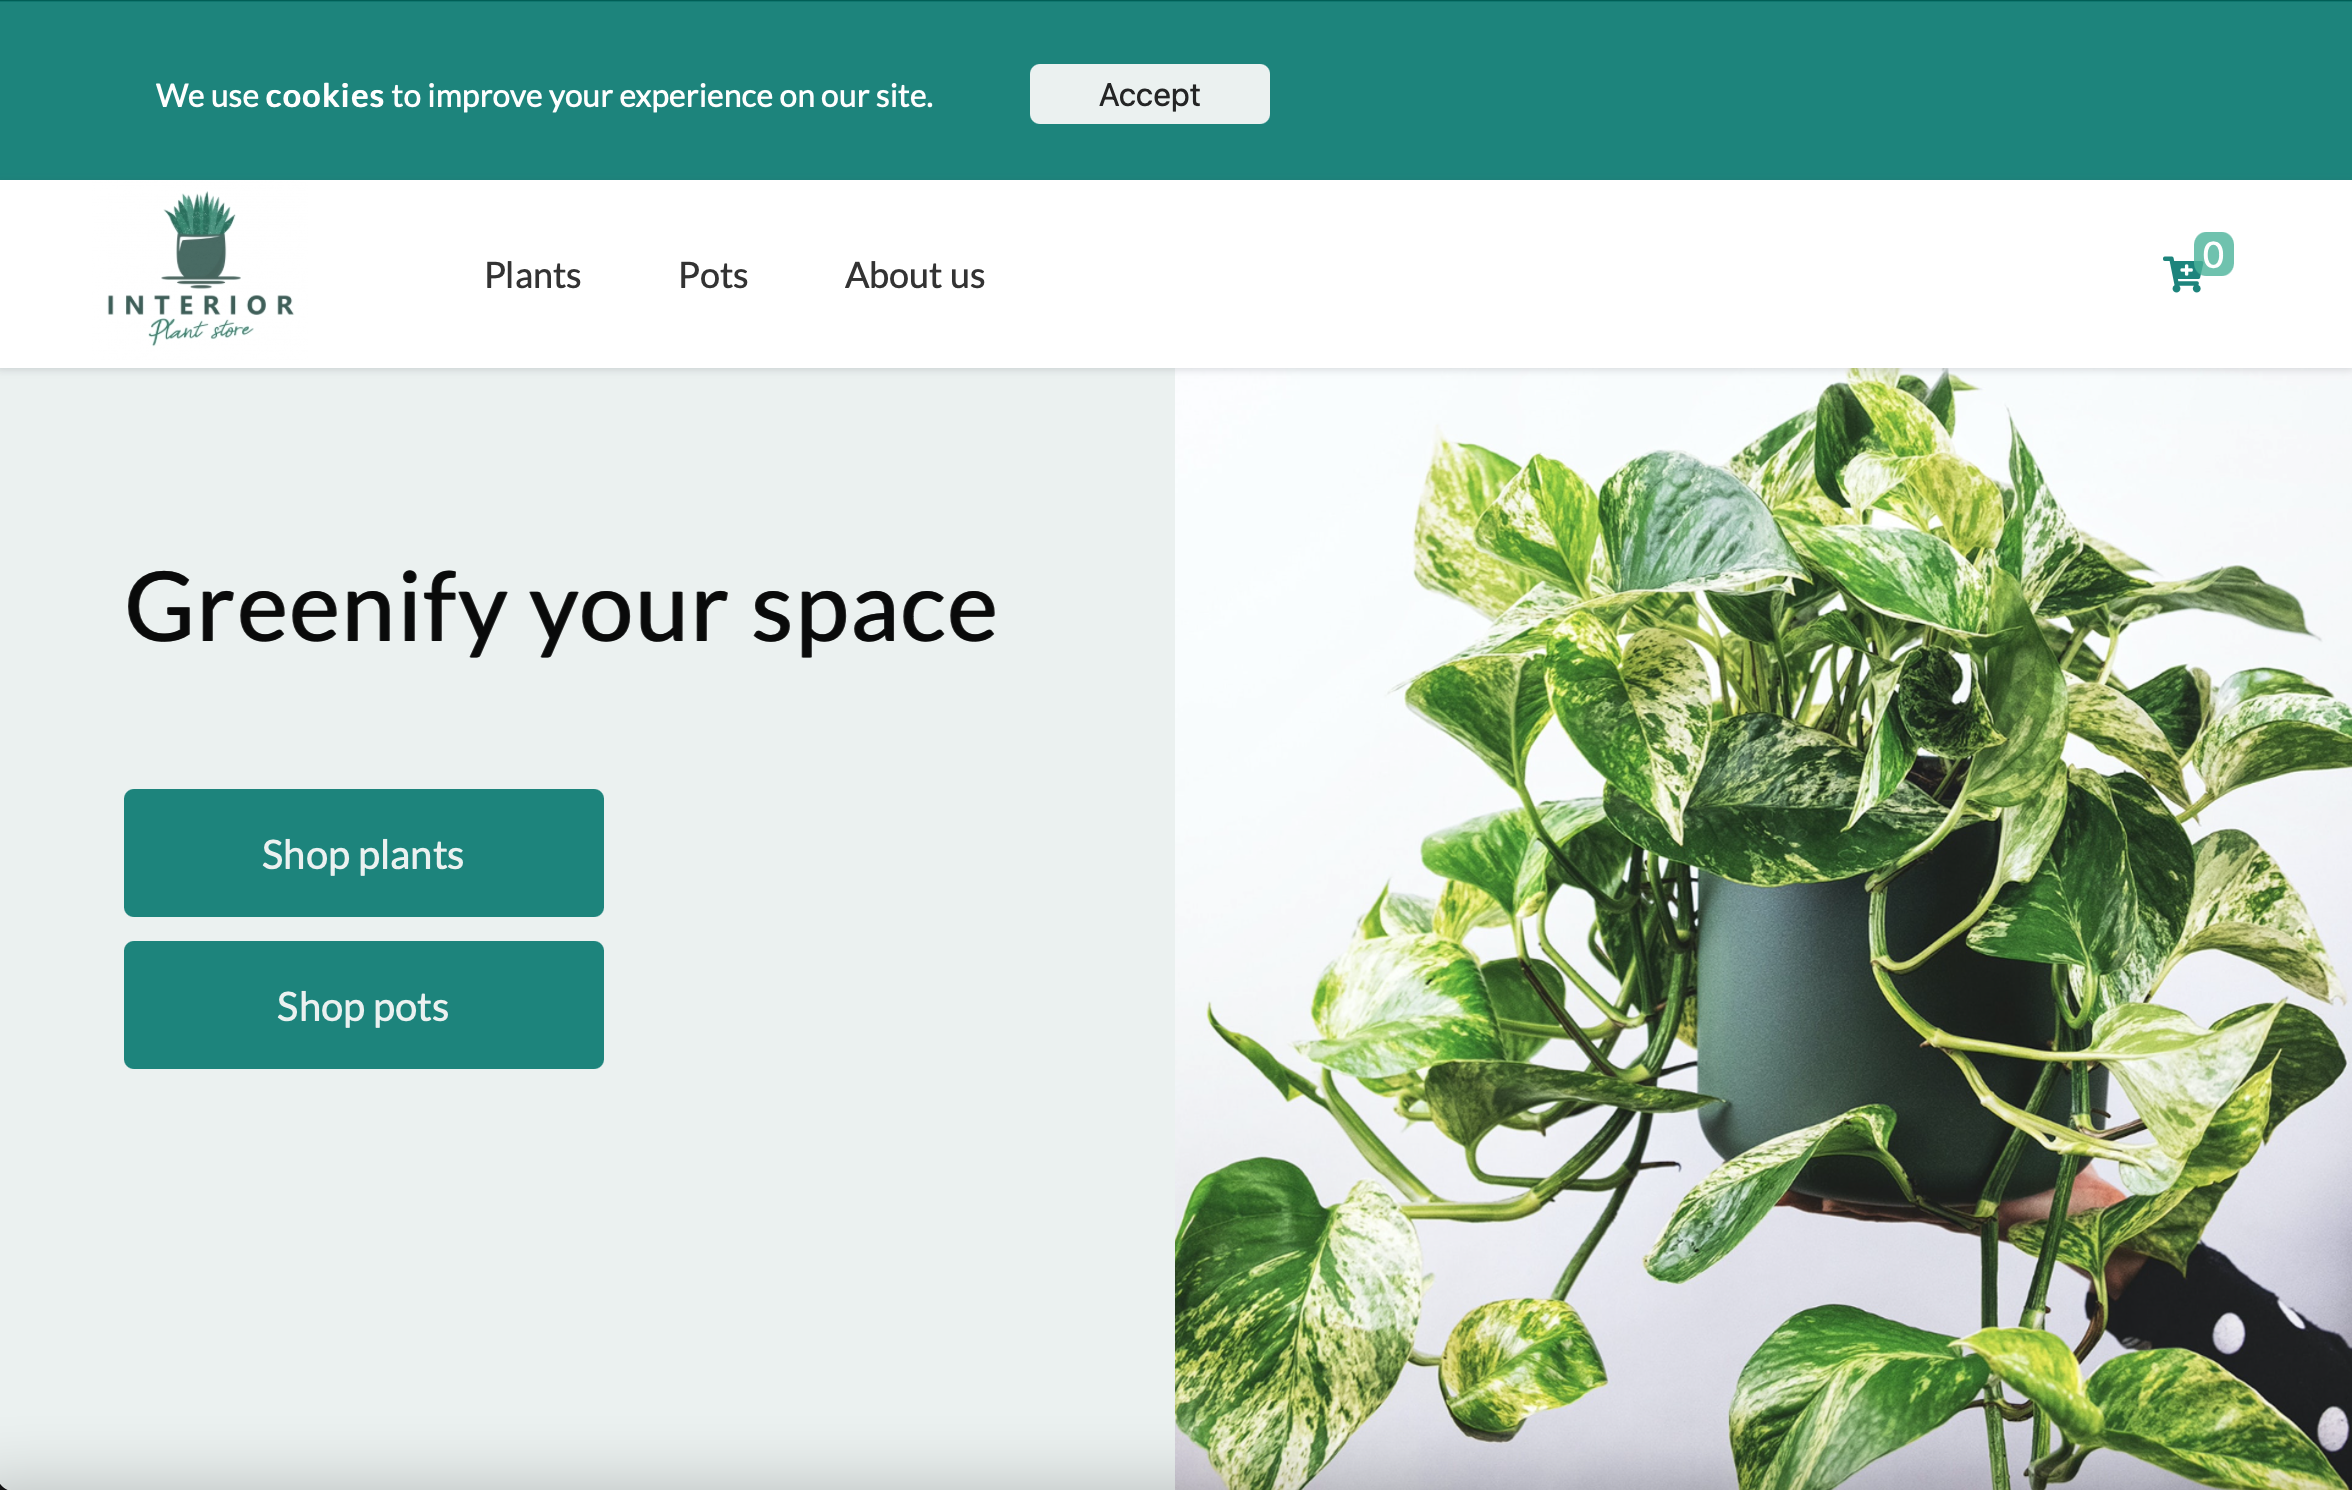 We use cookies to improve your experience on our site.
Accept
INTERIOR
Plant store
Plants
Pots
About us
0
Greenify your space
Shop plants
Shop pots